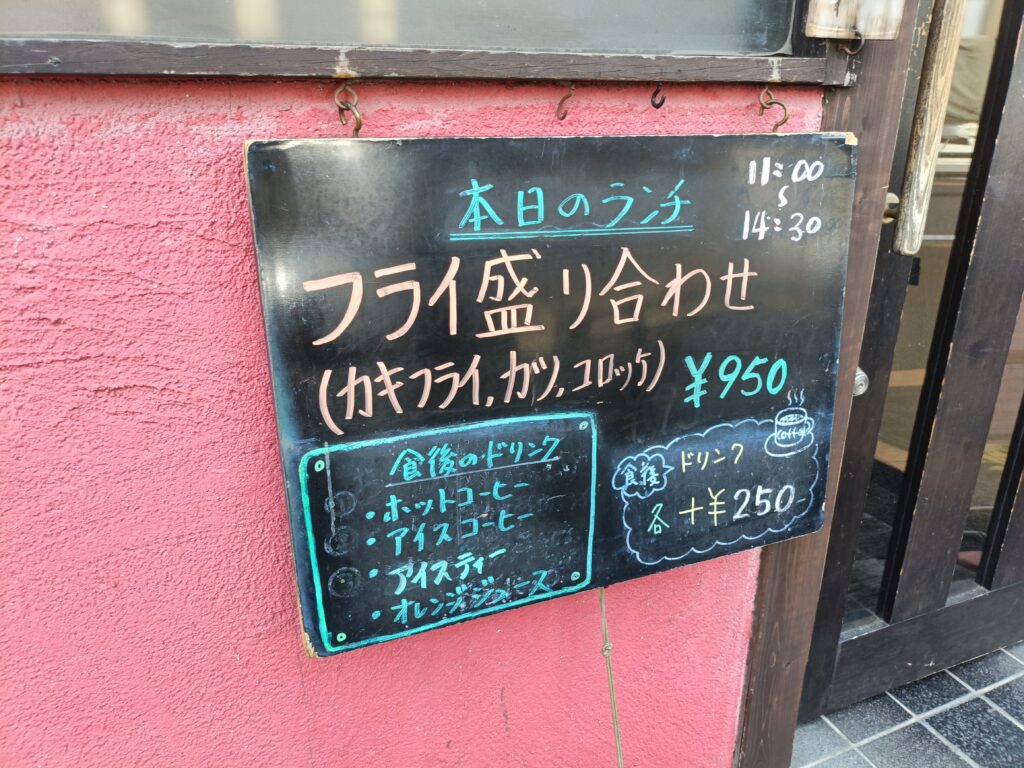 本日のランチ
11:00
~
14:30
フライ盛り合わせ
(カキフライ,カツ,コロッケ) ¥950
食後のドリンク
・ホットコーヒー
・アイスコーヒー
・アイスティー
・オレンジジュース
食後
ドリンク
各 +¥250
coffee